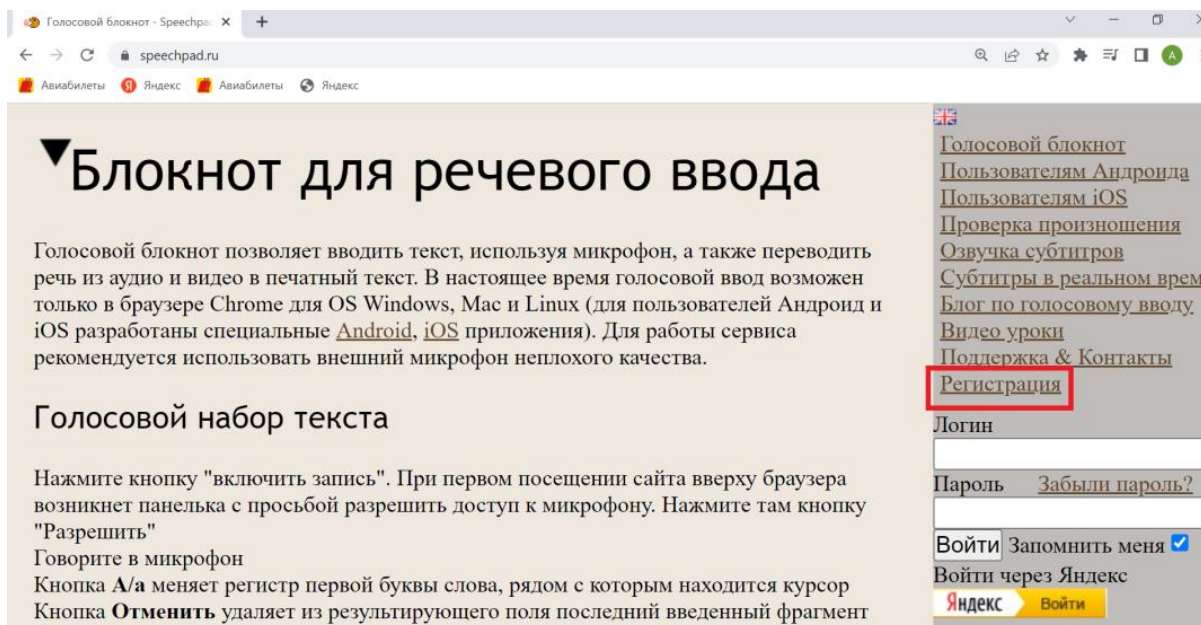 Голосовой блокнот - Speechpa
speechpad.ru
A
Авиабилеты Яндекс Авиабилеты Яндекс
Блокнот для речевого ввода
Голосовой блокнот позволяет вводить текст, используя микрофон, а также переводить
речь из аудио и видео в печатный текст. В настоящее время голосовой ввод возможен
только в браузере Chrome для OS Windows, Mac и Linux (для пользователей Андроид и
iOS разработаны специальные Android, iOS приложения). Для работы сервиса
рекомендуется использовать внешний микрофон неплохого качества.
Голосовой набор текста
Нажмите кнопку "включить запись". При первом посещении сайта вверху браузера
возникнет панелька с просьбой разрешить доступ к микрофону. Нажмите там кнопку
"Разрешить"
Говорите в микрофон
Кнопка А/а меняет регистр первой буквы слова, рядом с которым находится курсор
Кнопка Отменить удаляет из результирующего поля последний введенный фрагмент
Голосовой блокнот
Пользователям Андроида
Пользователям iOS
Проверка произношения
Озвучка субтитров
Субтитры в реальном врем
Блог по голосовому вводу
Видео уроки
Поддержка & Контакты
Регистрация
Логин
Пароль Забыли пароль?
Войти Запомнить меня
Войти через Яндекс
Яндекс Войти